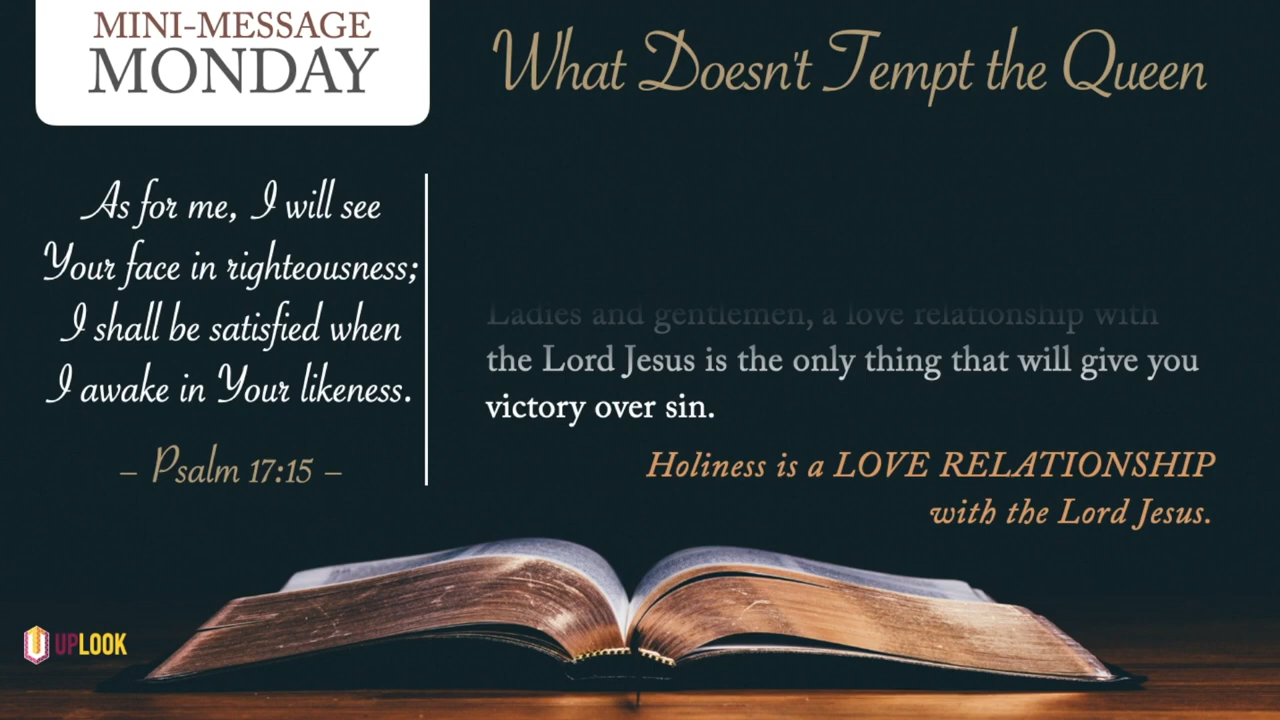 MINI-MESSAGE
MONDAY
What Doesn't Tempt the Queen
As for me, I will see
Your face in righteousness;
I shall be satisfied when
I awake in Your likeness.
– Psalm 17:15 –
Ladies and gentlemen, a love relationship with
the Lord Jesus is the only thing that will give you
victory over sin.
Holiness is a LOVE RELATIONSHIP
with the Lord Jesus.
UPLOOK